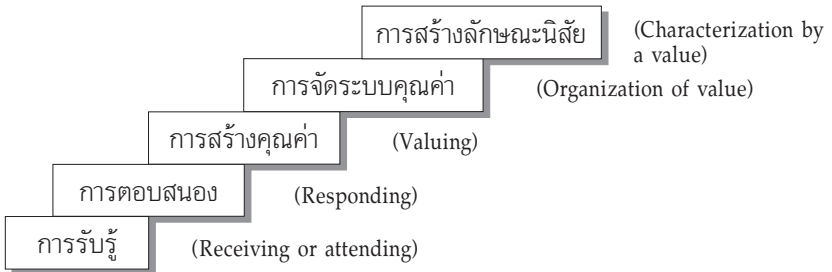 การสร้างลักษณะนิสัย (Characterization by
a value)
การจัดระบบคุณค่า (Organization of value)
การสร้างคุณค่า (Valuing)
การตอบสนอง (Responding)
การรับรู้ (Receiving or attending)